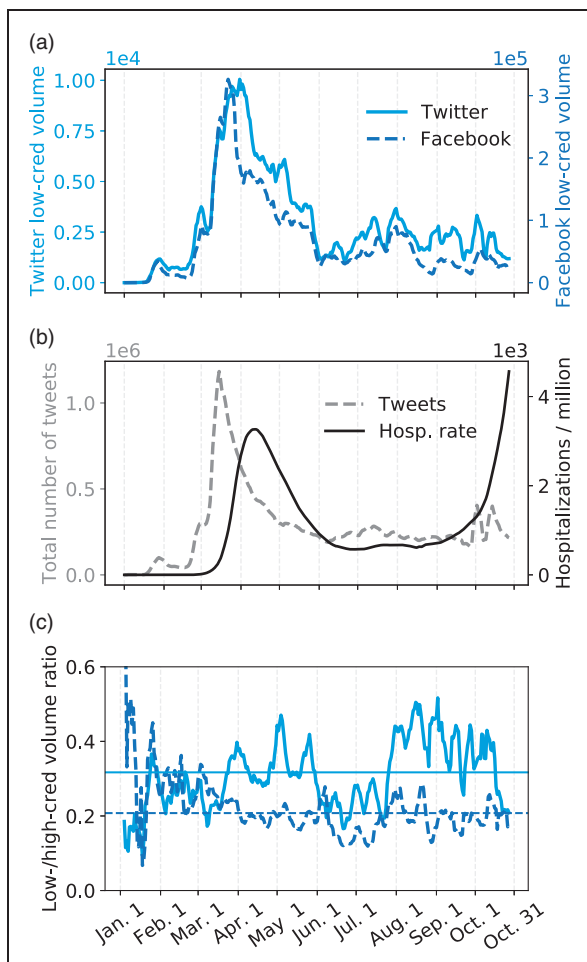 (a)
1e4
1e5
Twitter low-cred volume
1.00
0.75
0.50
0.25
0.00
Twitter
Facebook
3
2
1
0
Facebook low-cred volume
(b)
1e6
1e3
Total number of tweets
1.0
0.5
0.0
Tweets
Hosp. rate
4
2
0
Hospitalizations / million
(c)
Low-/high-cred volume ratio
0.6
0.4
0.2
0.0
Jan. 1
Feb. 1
Mar. 1
Apr. 1
May. 1
Jun. 1
Jul. 1
Aug. 1
Sep. 1
Oct. 1
Oct. 31